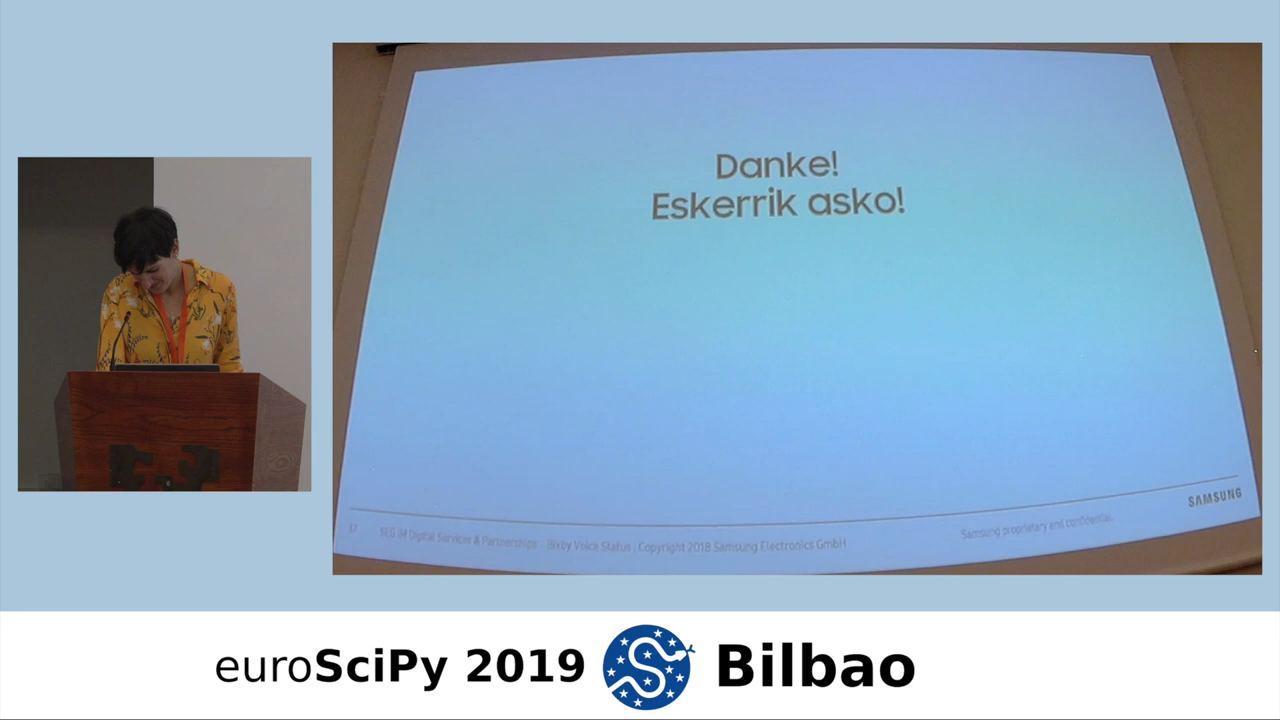 Danke!
Eskerrik asko!
SAMSUNG
17 SEG IM Digital Services & Partnerships Bixby Voice Status Copyright 2018 Samsung Electronics GmbH
Samsung proprietary and confidential.
euroSciPy 2019 Bilbao